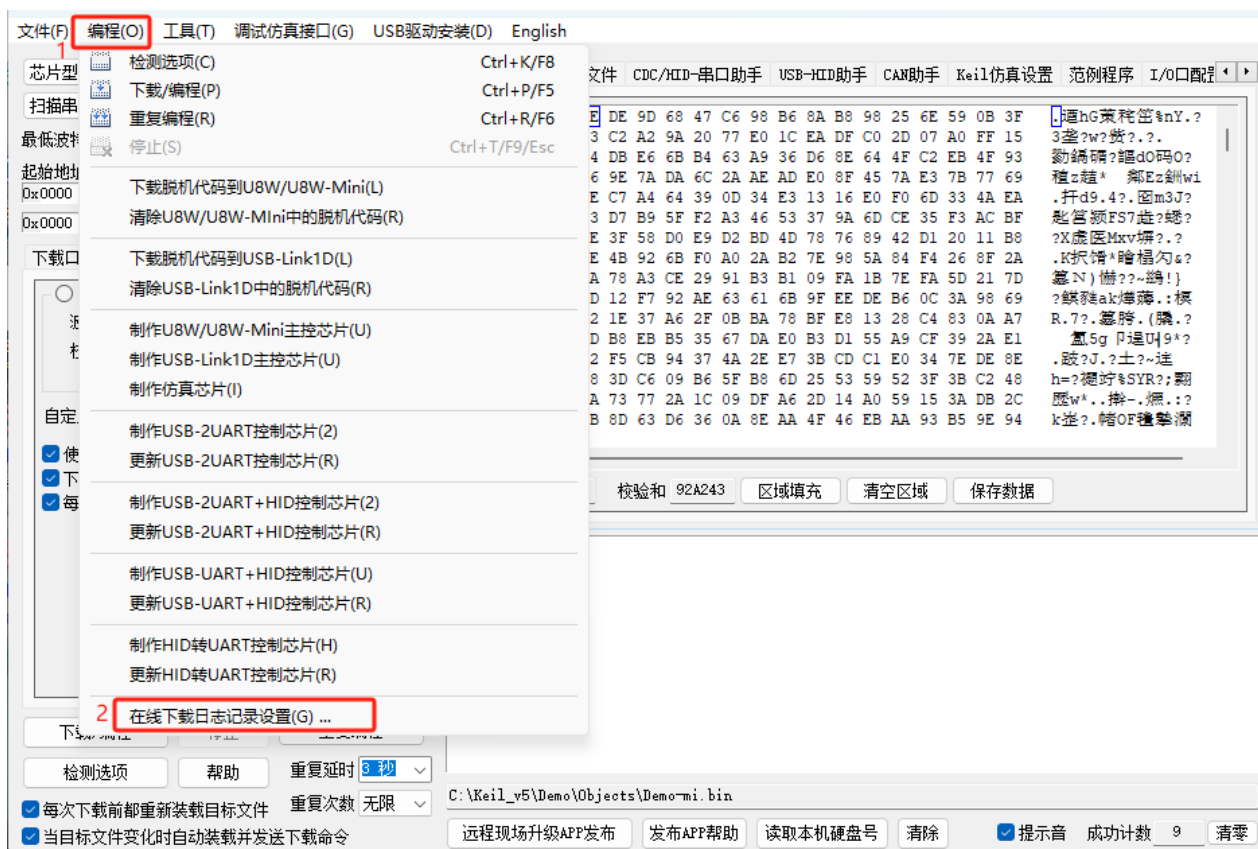 文件(F) 编程(O) 工具(T) 调试仿真接口(G) USB驱动安装(D) English
1
检测选项(C) Ctrl+K/F8
下载/编程(P) Ctrl+P/F5
重复编程(R) Ctrl+R/F6
停止(S) Ctrl+T/F9/Esc
下载脱机代码到U8W/U8W-Mini(L)
清除U8W/U8W-MIni中的脱机代码(R)
下载脱机代码到USB-Link1D(L)
清除USB-Link1D中的脱机代码(R)
制作U8W/U8W-Mini主控芯片(U)
制作USB-Link1D主控芯片(U)
制作仿真芯片(I)
制作USB-2UART控制芯片(2)
更新USB-2UART控制芯片(R)
制作USB-2UART+HID控制芯片(2)
更新USB-2UART+HID控制芯片(R)
制作USB-UART+HID控制芯片(U)
更新USB-UART+HID控制芯片(R)
制作HID转UART控制芯片(H)
更新HID转UART控制芯片(R)
2 在线下载日志记录设置(G) ...
芯片型
扫描串
最低波特
起始地址
0x0000
0x0000
下载口
自定
使
下
每
文件 CDC/HID-串口助手 USB-HID助手 CAN助手 Keil仿真设置 范例程序 I/O口配置
E DE 9D 68 47 C6 98 B6 8A B8 98 25 6E 59 0B 3F
3 C2 A2 9A 20 77 E0 1C EA DF C0 2D 07 A0 FF 15
4 DB E6 6B B4 63 A9 36 D6 8E 64 4F C2 EB 4F 93
6 9E 7A DA 6C 2A AE AD E0 8F 45 7A E3 7B 77 69
E C7 A4 64 39 0D 34 E3 13 16 E0 F0 6D 33 4A EA
3 D7 B9 5F F2 A3 46 53 37 9A 6D CE 35 F3 AC BF
E 3F 58 D0 E9 D2 BD 4D 78 76 89 42 D1 20 11 B8
E 4B 92 6B F0 A0 2A B2 7E 98 5A 84 F4 26 8F 2A
A 78 A3 CE 29 91 B3 B1 09 FA 1B 7E FA 5D 21 7D
D 12 F7 92 AE 63 61 6B 9F EE DE B6 0C 3A 98 69
2 1E 37 A6 2F 0B BA 78 BF E8 13 28 C4 83 0A A7
D B8 EB B5 35 67 DA E0 B3 D1 55 A9 CF 39 2A E1
2 F5 CB 94 37 4A 2E E7 3B CD C1 E0 34 7E DE 8E
8 3D C6 09 B6 5F B8 6D 25 53 59 52 3F 3B C2 48
A 73 77 2A 1C 09 DF A6 2D 14 A0 59 15 3A DB 2C
B 8D 63 D6 36 0A 8E AA 4F 46 EB AA 93 B5 9E 94
校验和 92A243 区域填充 清空区域 保存数据
检测选项 帮助 重复延时 3 秒
每次下载前都重新装载目标文件 重复次数 无限
当目标文件变化时自动装载并发送下载命令
C:\Keil_v5\Demo\Objects\Demo-mi.bin
远程现场升级APP发布 发布APP帮助 读取本机硬盘号 清除 提示音 成功计数 9 清零